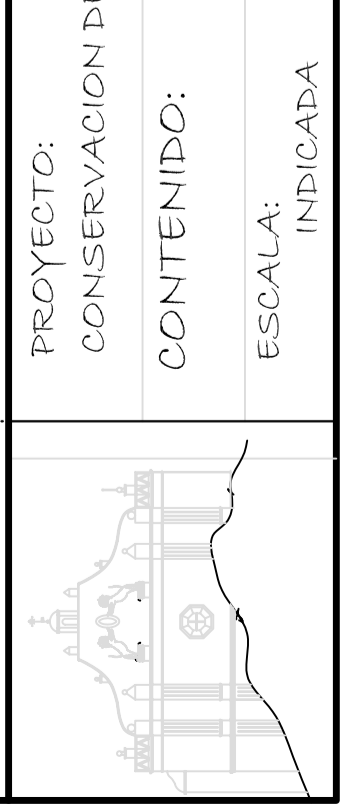 PROYECTO:
CONSERVACION
CONTENIDO:
ESCALA:
INDICADA